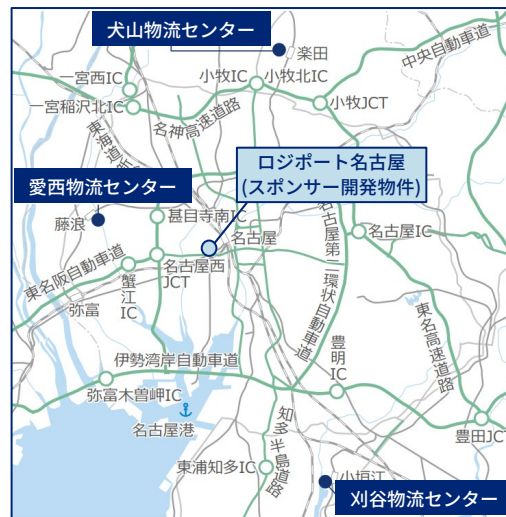 犬山物流センター
楽田
中央自動車道
一宮西IC
小牧IC
小牧北IC
一宮稲沢北IC
小牧JCT
名神高速道路
東海道
ロジポート名古屋
(スポンサー開発物件)
愛西物流センター
甚目寺南IC
藤浪
名古屋
名古屋IC
名古屋第二環状自動車道
東名阪自動車道
名古屋西
JCT
蟹江IC
弥富
東名高速道路
豊明IC
伊勢湾岸自動車道
弥富木曽岬IC
名古屋港
知多半島道路
豊田JC
東浦知多IC
小垣江
刈谷物流センター